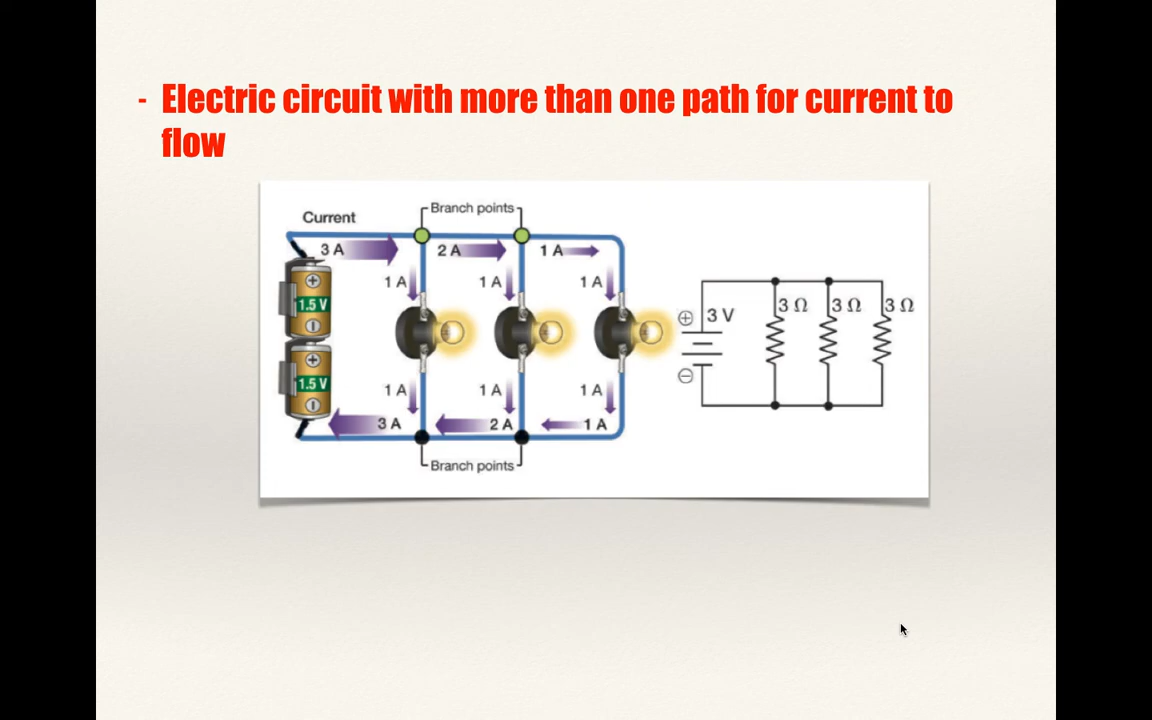 - Electric circuit with more than one path for current to
flow
Branch points
Current
3 A
2 A
1 A
1 A
1 A
1 A
+
1.5 V
+
1.5 V
1 A
1 A
1 A
3 A
2 A
1 A
Branch points
+
3 V
3 Ω
3 Ω
3 Ω